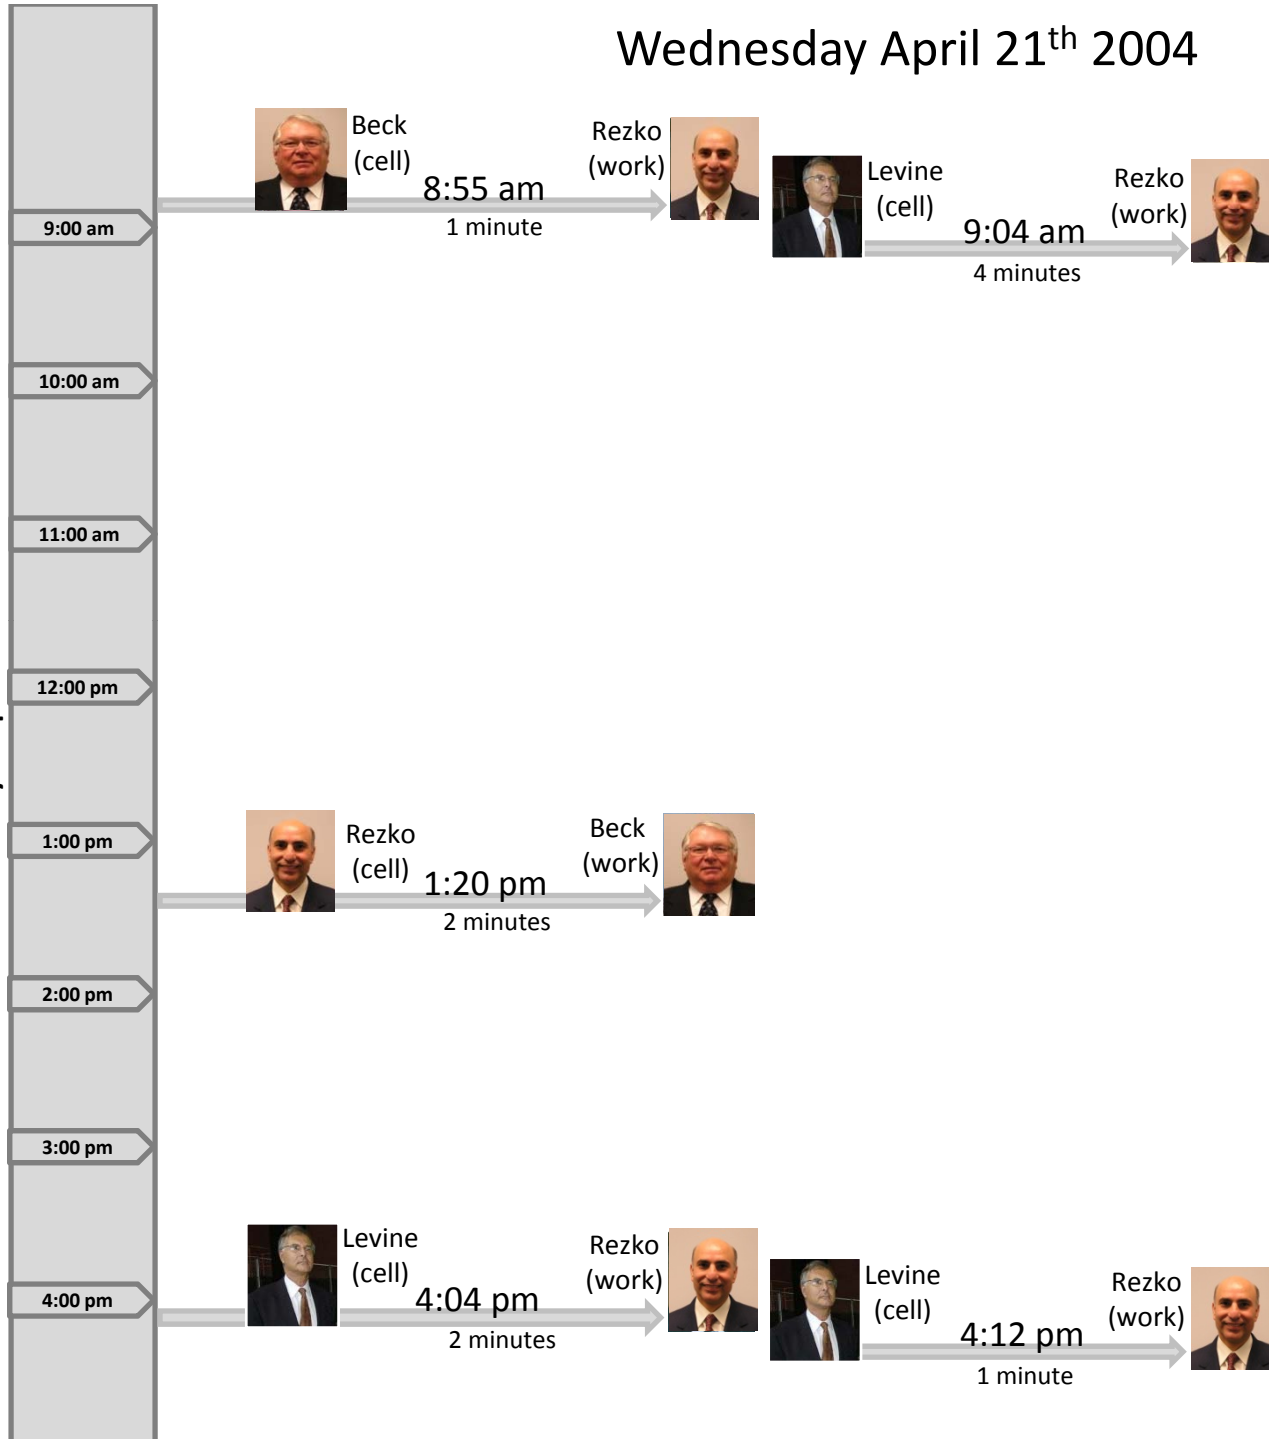 Wednesday April 21th 2004
Beck
(cell)
8:55 am
1 minute
Rezko
(work)
Levine
(cell)
9:04 am
4 minutes
Rezko
(work)
9:00 am
10:00 am
11:00 am
12:00 pm
1:00 pm
Rezko
(cell)
1:20 pm
2 minutes
Beck
(work)
2:00 pm
3:00 pm
4:00 pm
Levine
(cell)
4:04 pm
2 minutes
Rezko
(work)
Levine
(cell)
4:12 pm
1 minute
Rezko
(work)